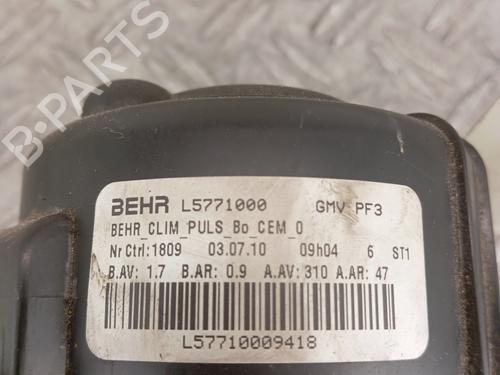 B-PARTS
BEHR L5771000 GMV PF3
BEHR_CLIM_PULS_Bo_CEM_0
Nr Ctrl:1809 03.07.10 09h04 6 ST1
B.AV: 1.7 B.AR: 0.9 A.AV: 310 A.AR: 47
L57710009418